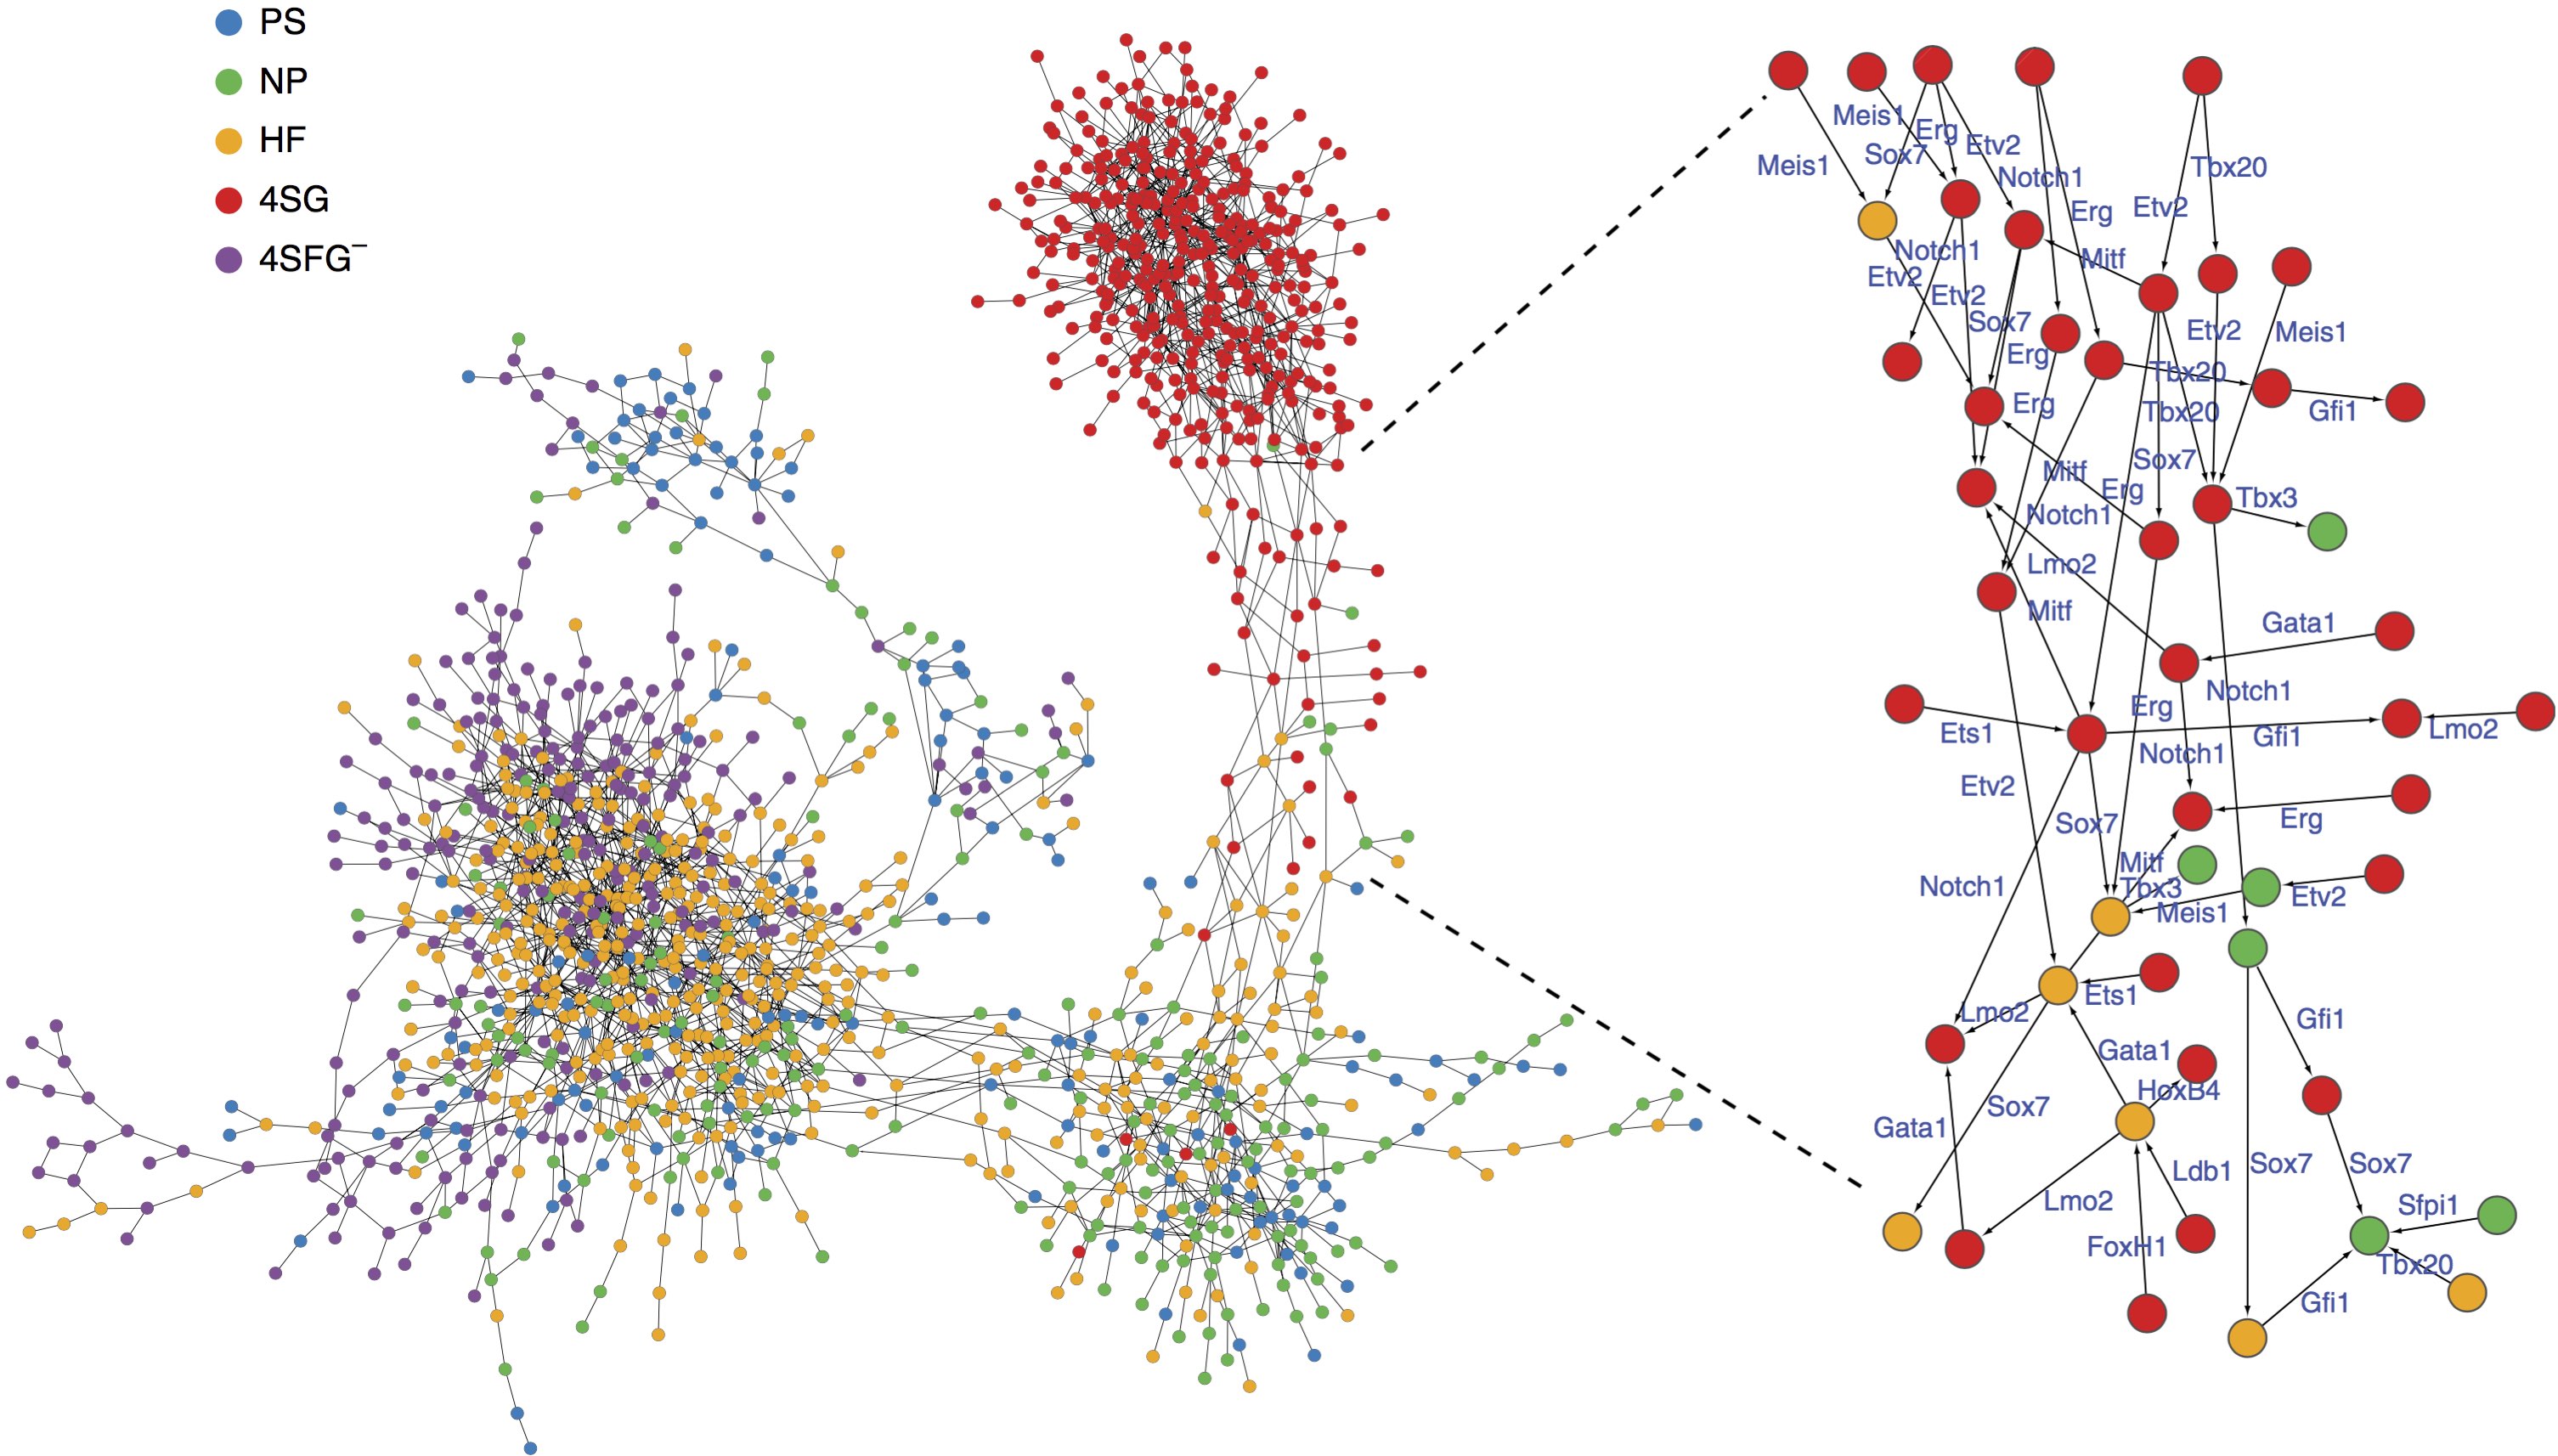 PS
NP
HF
4SG
4SFG⁻
Meis1
Erg
Etv2
Sox7
Meis1
Tbx20
Notch1
Etv2
Erg
Notch1
Mitf
Etv2
Etv2
Sox7
Etv2
Meis1
Erg
Tbx20
Erg
Tbx20
Gfi1
Sox7
Mitf
Erg
Tbx3
Notch1
Lmo2
Mitf
Gata1
Notch1
Erg
Ets1
Gfi1
Lmo2
Notch1
Etv2
Sox7
Erg
Mitf
Notch1
Tbx3
Etv2
Meis1
Ets1
Lmo2
Gfi1
Gata1
HoxB4
Sox7
Gata1
Sox7
Sox7
Ldb1
Lmo2
Sfpi1
FoxH1
Tbx20
Gfi1